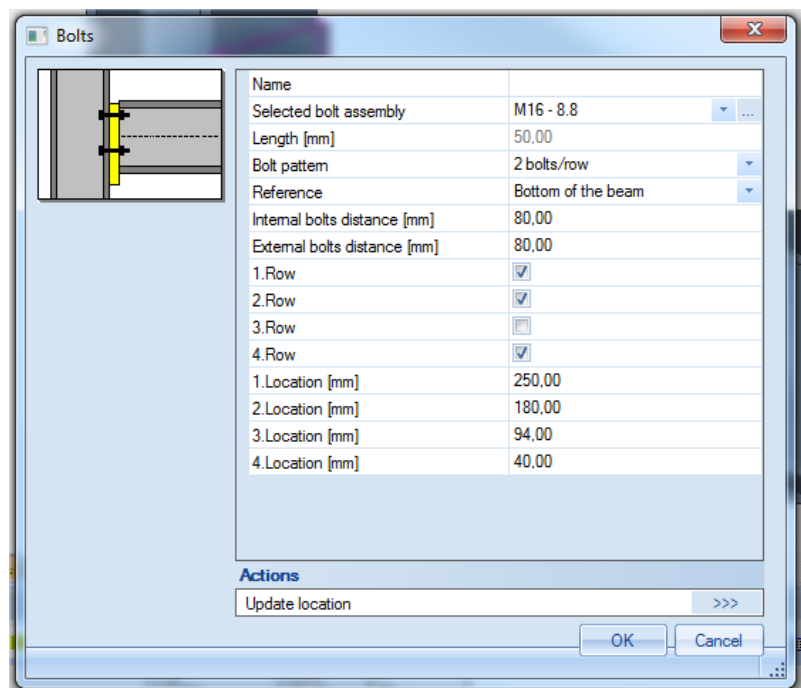 Bolts
Name
Selected bolt assembly M16 - 8.8 ...
Length [mm] 50,00
Bolt pattern 2 bolts/row
Reference Bottom of the beam
Internal bolts distance [mm] 80,00
External bolts distance [mm] 80,00
1.Row
2.Row
3.Row
4.Row
1.Location [mm] 250,00
2.Location [mm] 180,00
3.Location [mm] 94,00
4.Location [mm] 40,00
Actions
Update location >>>
OK Cancel